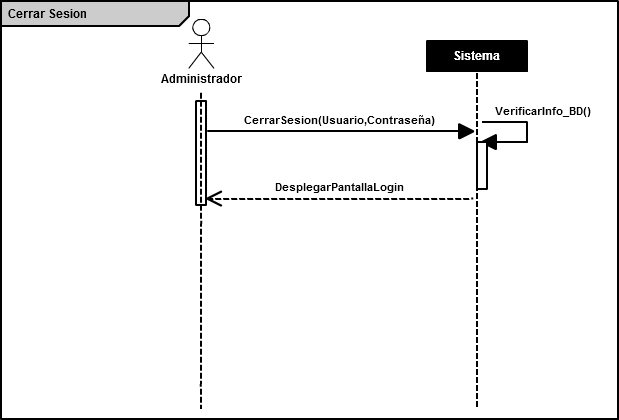 Cerrar Sesion
Administrador
Sistema
VerificarInfo_BD()
CerrarSesion(Usuario,Contraseña)
DesplegarPantallaLogin